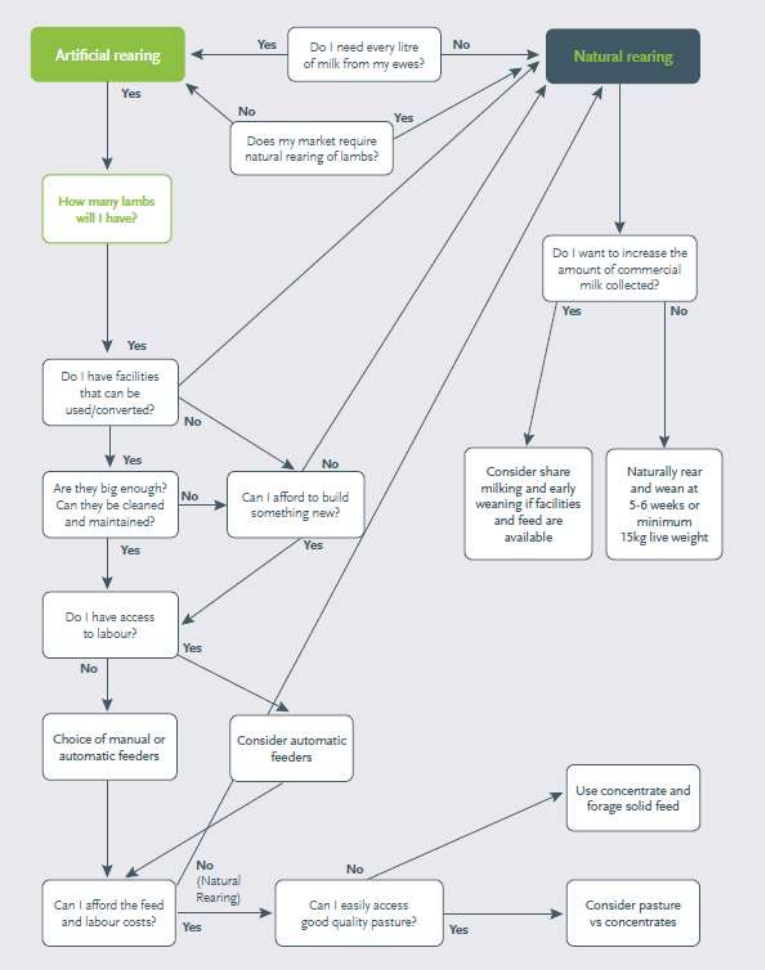 Artificial rearing
Yes
Do I need every litre
of milk from my ewes?
No
Natural rearing
Yes
No
Yes
Does my market require
natural rearing of lambs?
How many lambs
will I have?
Do I want to increase the
amount of commercial
milk collected?
Yes
No
Yes
Do I have facilities
that can be
used/converted?
No
Yes
No
Are they big enough?
Can they be cleaned
and maintained?
No
Can I afford to build
something new?
Consider share
milking and early
weaning if facilities
and feed are
available
Naturally rear
and wean at
5-6 weeks or
minimum
15kg live weight
Yes
Yes
Do I have access
to labour?
Yes
No
Choice of manual or
automatic feeders
Consider automatic
feeders
Use concentrate and
forage solid feed
No
(Natural
Rearing)
No
Can I afford the feed
and labour costs?
Yes
Can I easily access
good quality pasture?
Yes
Consider pasture
vs concentrates